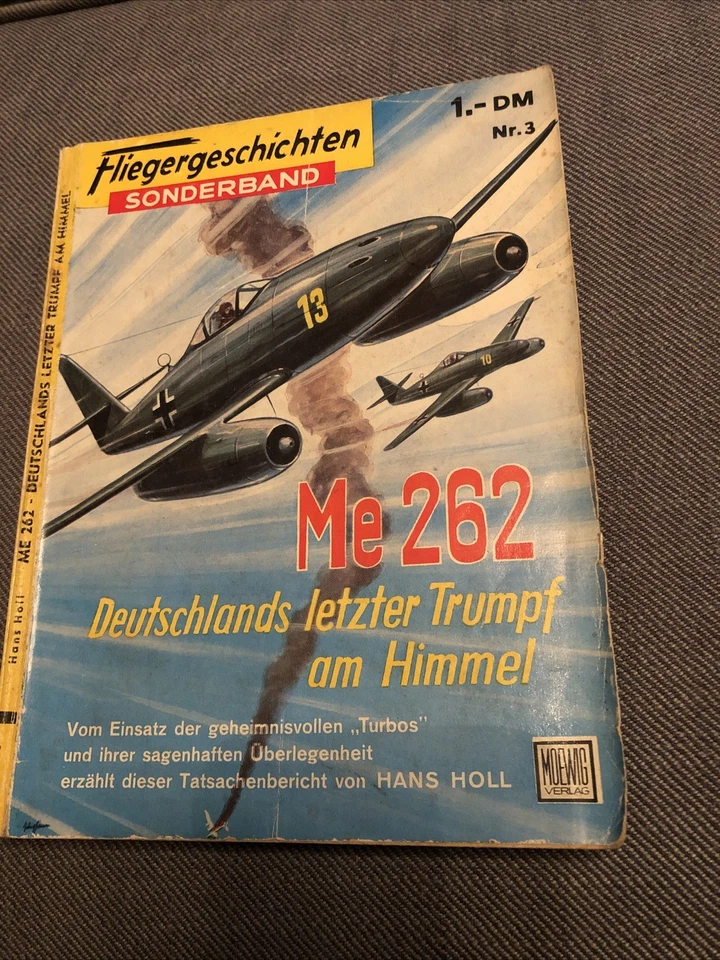 Fliegergeschichten
SONDERBAND
1.- DM
Nr. 3
13
10
Me 262
Deutschlands letzter Trumpf
am Himmel
Vom Einsatz der geheimnisvollen „Turbos"
und ihrer sagenhaften Überlegenheit
erzählt dieser Tatsachenbericht von HANS HOLL
MOEWIG
VERLAG
Hans Holl ME 262 - DEUTSCHLANDS LETZTER TRUMPF AM HIMMEL